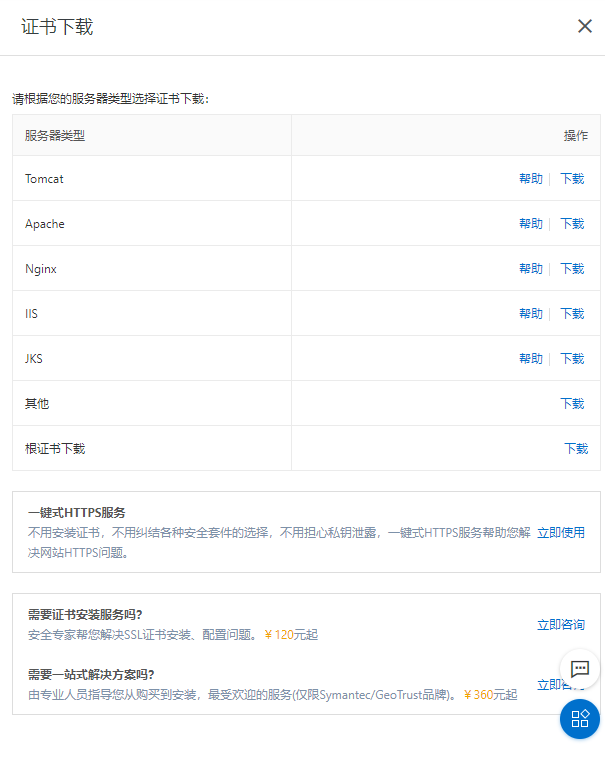 证书下载
请根据您的服务器类型选择证书下载：
服务器类型 操作
Tomcat 帮助 下载
Apache 帮助 下载
Nginx 帮助 下载
IIS 帮助 下载
JKS 帮助 下载
其他 下载
根证书下载 下载
一键式HTTPS服务
不用安装证书，不用纠结各种安全套件的选择，不用担心私钥泄露，一键式HTTPS服务帮助您解 立即使用
决网站HTTPS问题。
需要证书安装服务吗？
安全专家帮您解决SSL证书安装、配置问题。￥120元起 立即咨询
需要一站式解决方案吗？
由专业人员指导您从购买到安装，最受欢迎的服务(仅限Symantec/GeoTrust品牌)。￥360元起 立即